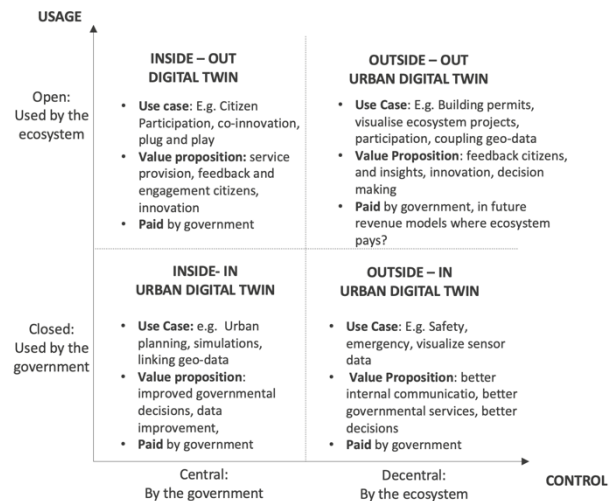 USAGE
INSIDE – OUT
DIGITAL TWIN
• Use case: E.g. Citizen
Participation, co-innovation,
plug and play
• Value proposition: service
provision, feedback and
engagement citizens,
innovation
• Paid by government
OUTSIDE – OUT
URBAN DIGITAL TWIN
• Use Case: E.g. Building permits,
visualise ecosystem projects,
participation, coupling geo-data
• Value Proposition: feedback citizens,
and insights, innovation, decision
making
• Paid by government, in future
revenue models where ecosystem
pays?
Open:
Used by the
ecosystem
INSIDE- IN
URBAN DIGITAL TWIN
• Use Case: e.g. Urban
planning, simulations,
linking geo-data
• Value proposition:
improved governmental
decisions, data
improvement,
• Paid by government
OUTSIDE – IN
URBAN DIGITAL TWIN
• Use Case: E.g. Safety,
emergency, visualize sensor
data
• Value Proposition: better
internal communicatio, better
governmental services, better
decisions
• Paid by government
Closed:
Used by the
government
Central:
By the government
Decentral:
By the ecosystem
CONTROL